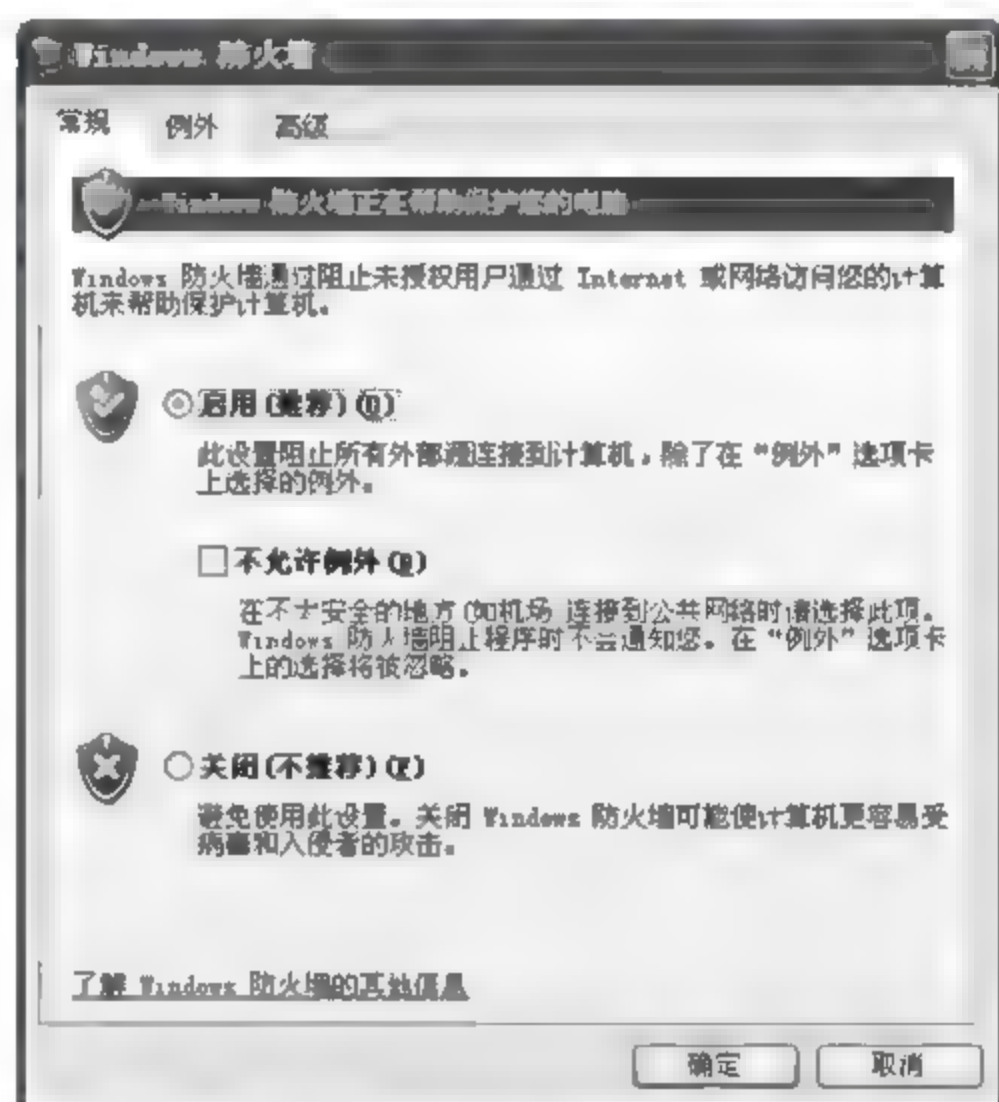 Windows 防火墙
常规 例外 高级
Windows 防火墙正在帮助保护您的电脑
Windows 防火墙通过阻止未授权用户通过 Internet 或网络访问您的计算
机来帮助保护计算机。
启用(推荐)(O)
此设置阻止所有外部源连接到计算机，除了在“例外”选项卡
上选择的例外。
不允许例外(D)
在不太安全的地方(如机场)连接到公共网络时请选择此项。
Windows 防火墙阻止程序时不会通知您。在“例外”选项卡
上的选择将被忽略。
关闭(不推荐)(F)
避免使用此设置。关闭 Windows 防火墙可能使计算机更容易受
病毒和入侵者的攻击。
了解 Windows 防火墙的其他信息
确定 取消